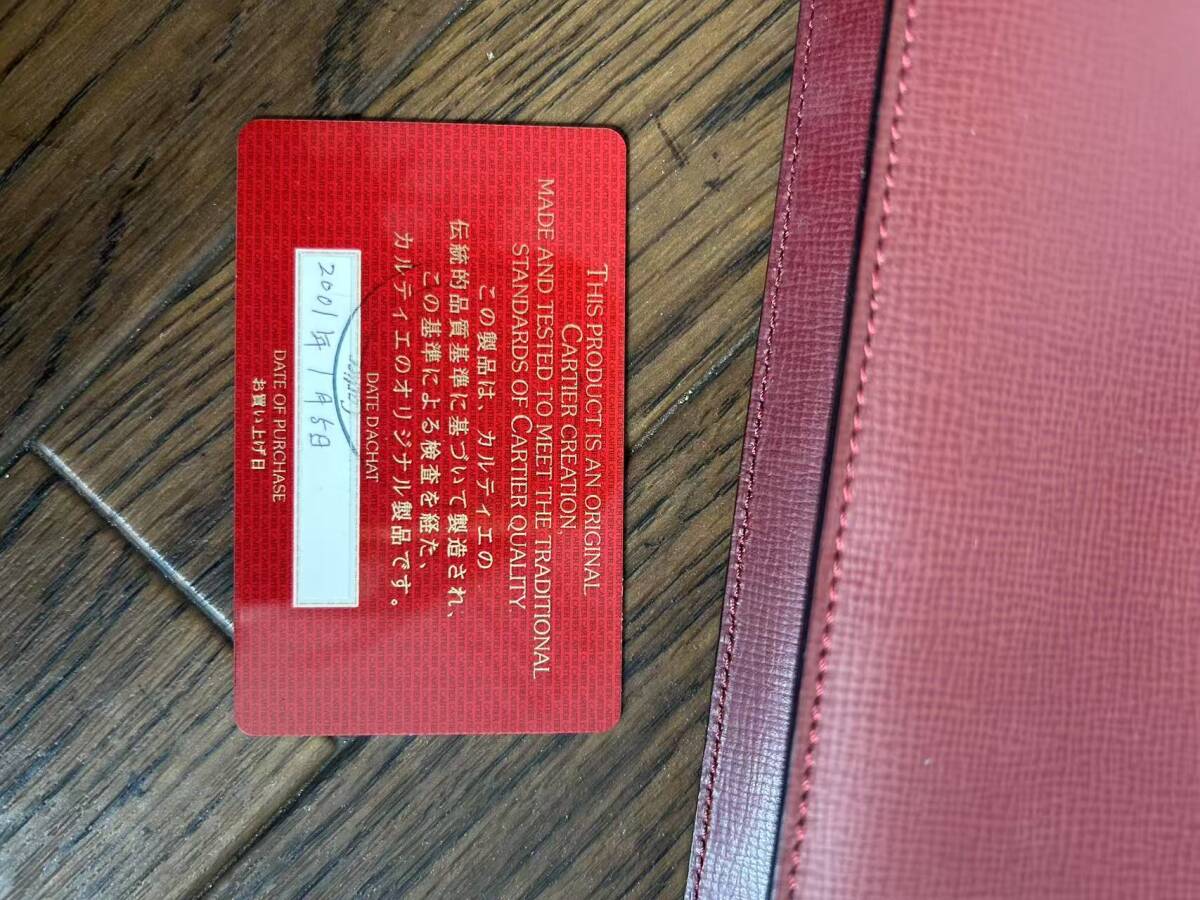 THIS PRODUCT IS AN ORIGINAL
CARTIER CREATION,
MADE AND TESTED TO MEET THE TRADITIONAL
STANDARDS OF CARTIER QUALITY
この製品は、カルティエの
伝統的品質基準に基づいて製造され、
この基準による検査を経た、
カルティエのオリジナル製品です。
DATE D'ACHAT
2001年1月5日
DATE OF PURCHASE
お買い上げ日